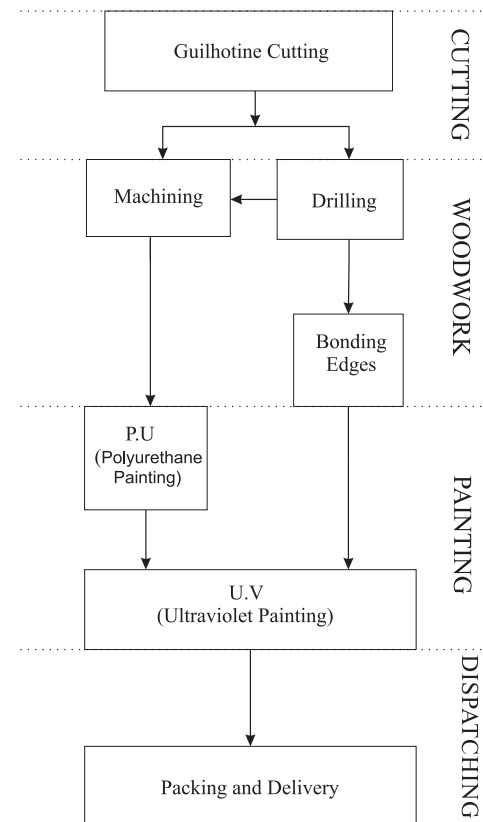 Guilhotine Cutting
CUTTING
Machining
Drilling
WOODWORK
Bonding
Edges
P.U
(Polyurethane
Painting)
PAINTING
U.V
(Ultraviolet Painting)
DISPATCHING
Packing and Delivery